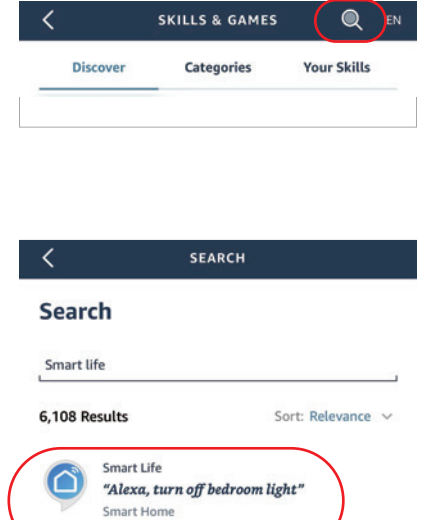 SKILLS & GAMES EN
Discover Categories Your Skills
SEARCH
Search
Smart life
6,108 Results Sort: Relevance
Smart Life
"Alexa, turn off bedroom light"
Smart Home